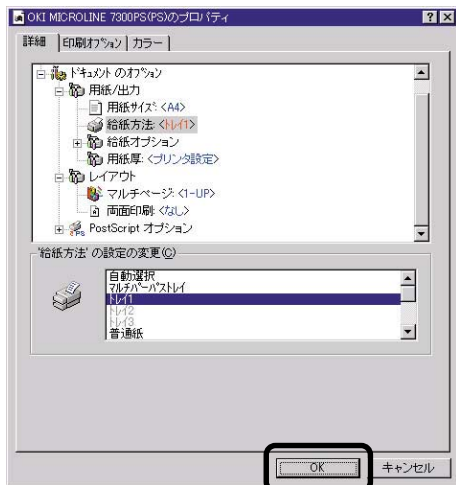 OKI MICROLINE 7300PS(PS)のプロパティ
詳細 印刷オプション カラー
ドキュメントのオプション
用紙/出力
用紙サイズ: <A4>
給紙方法: <トレイ1>
給紙オプション
用紙厚: <プリンタ設定>
レイアウト
マルチページ: <1-UP>
両面印刷: <なし>
PostScript オプション
'給紙方法' の設定の変更(C)
自動選択
マルチパーパストレイ
トレイ1
トレイ2
トレイ3
普通紙
OK キャンセル